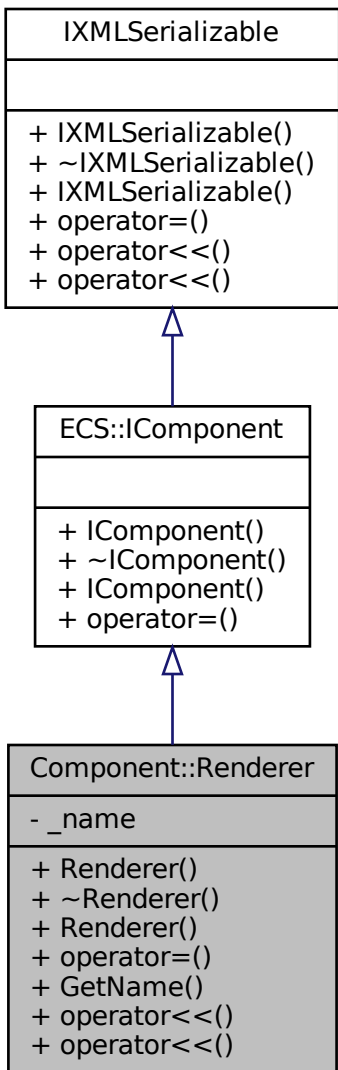 IXMLSerializable
+ IXMLSerializable()
+ ~IXMLSerializable()
+ IXMLSerializable()
+ operator=()
+ operator<<()
+ operator<<()
ECS::IComponent
+ IComponent()
+ ~IComponent()
+ IComponent()
+ operator=()
Component::Renderer
- _name
+ Renderer()
+ ~Renderer()
+ Renderer()
+ operator=()
+ GetName()
+ operator<<()
+ operator<<()